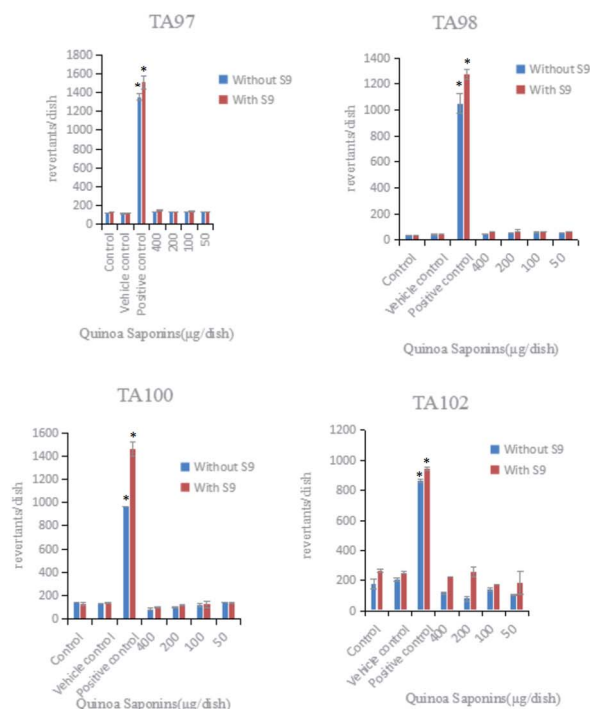 TA97
revertants/dish
1800
1600
1400
1200
1000
800
600
400
200
0
* *
Without S9
With S9
Control
Vehicle control
Positive control
400
200
100
50
Quinoa Saponins(μg/dish)
TA98
revertants/dish
1400
1200
1000
800
600
400
200
0
* *
Without S9
With S9
Control
Vehicle control
Positive control
400
200
100
50
Quinoa Saponins(μg/dish)
TA100
revertants/dish
1600
1400
1200
1000
800
600
400
200
0
* *
Without S9
With S9
Control
Vehicle control
Positive control
400
200
100
50
Quinoa Saponins(μg/dish)
TA102
revertants/dish
1200
1000
800
600
400
200
0
* *
Without S9
With S9
Control
Vehicle control
Positive control
400
200
100
50
Quinoa Saponins(μg/dish)